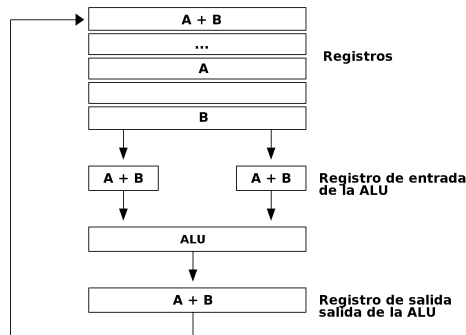 A + B
...
A
Registros
B
A + B
A + B
Registro de entrada
de la ALU
ALU
A + B
Registro de salida
salida de la ALU